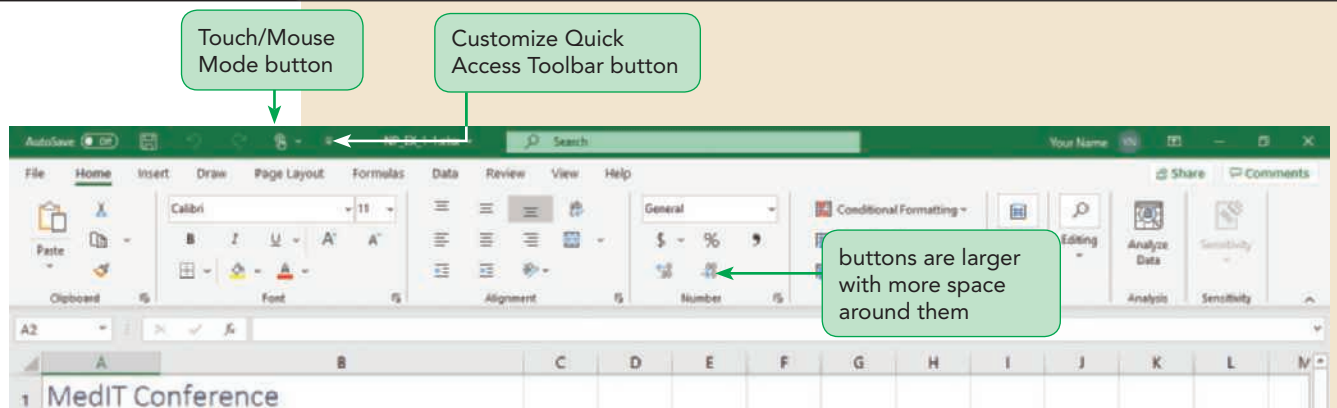 Touch/Mouse
Mode button
Customize Quick
Access Toolbar button
AutoSave Off
Search
Your Name YN
File Home Insert Draw Page Layout Formulas Data Review View Help
Share Comments
Calibri 11
General
Conditional Formatting
$ % 9
B I U A A
Paste
Editing
Analyze
Data
Sensitivity
A
buttons are larger
with more space
around them
Clipboard Font Alignment Number Analysis Sensitivity
A2 fx
A B C D E F G H I J K L M
1 MedIT Conference